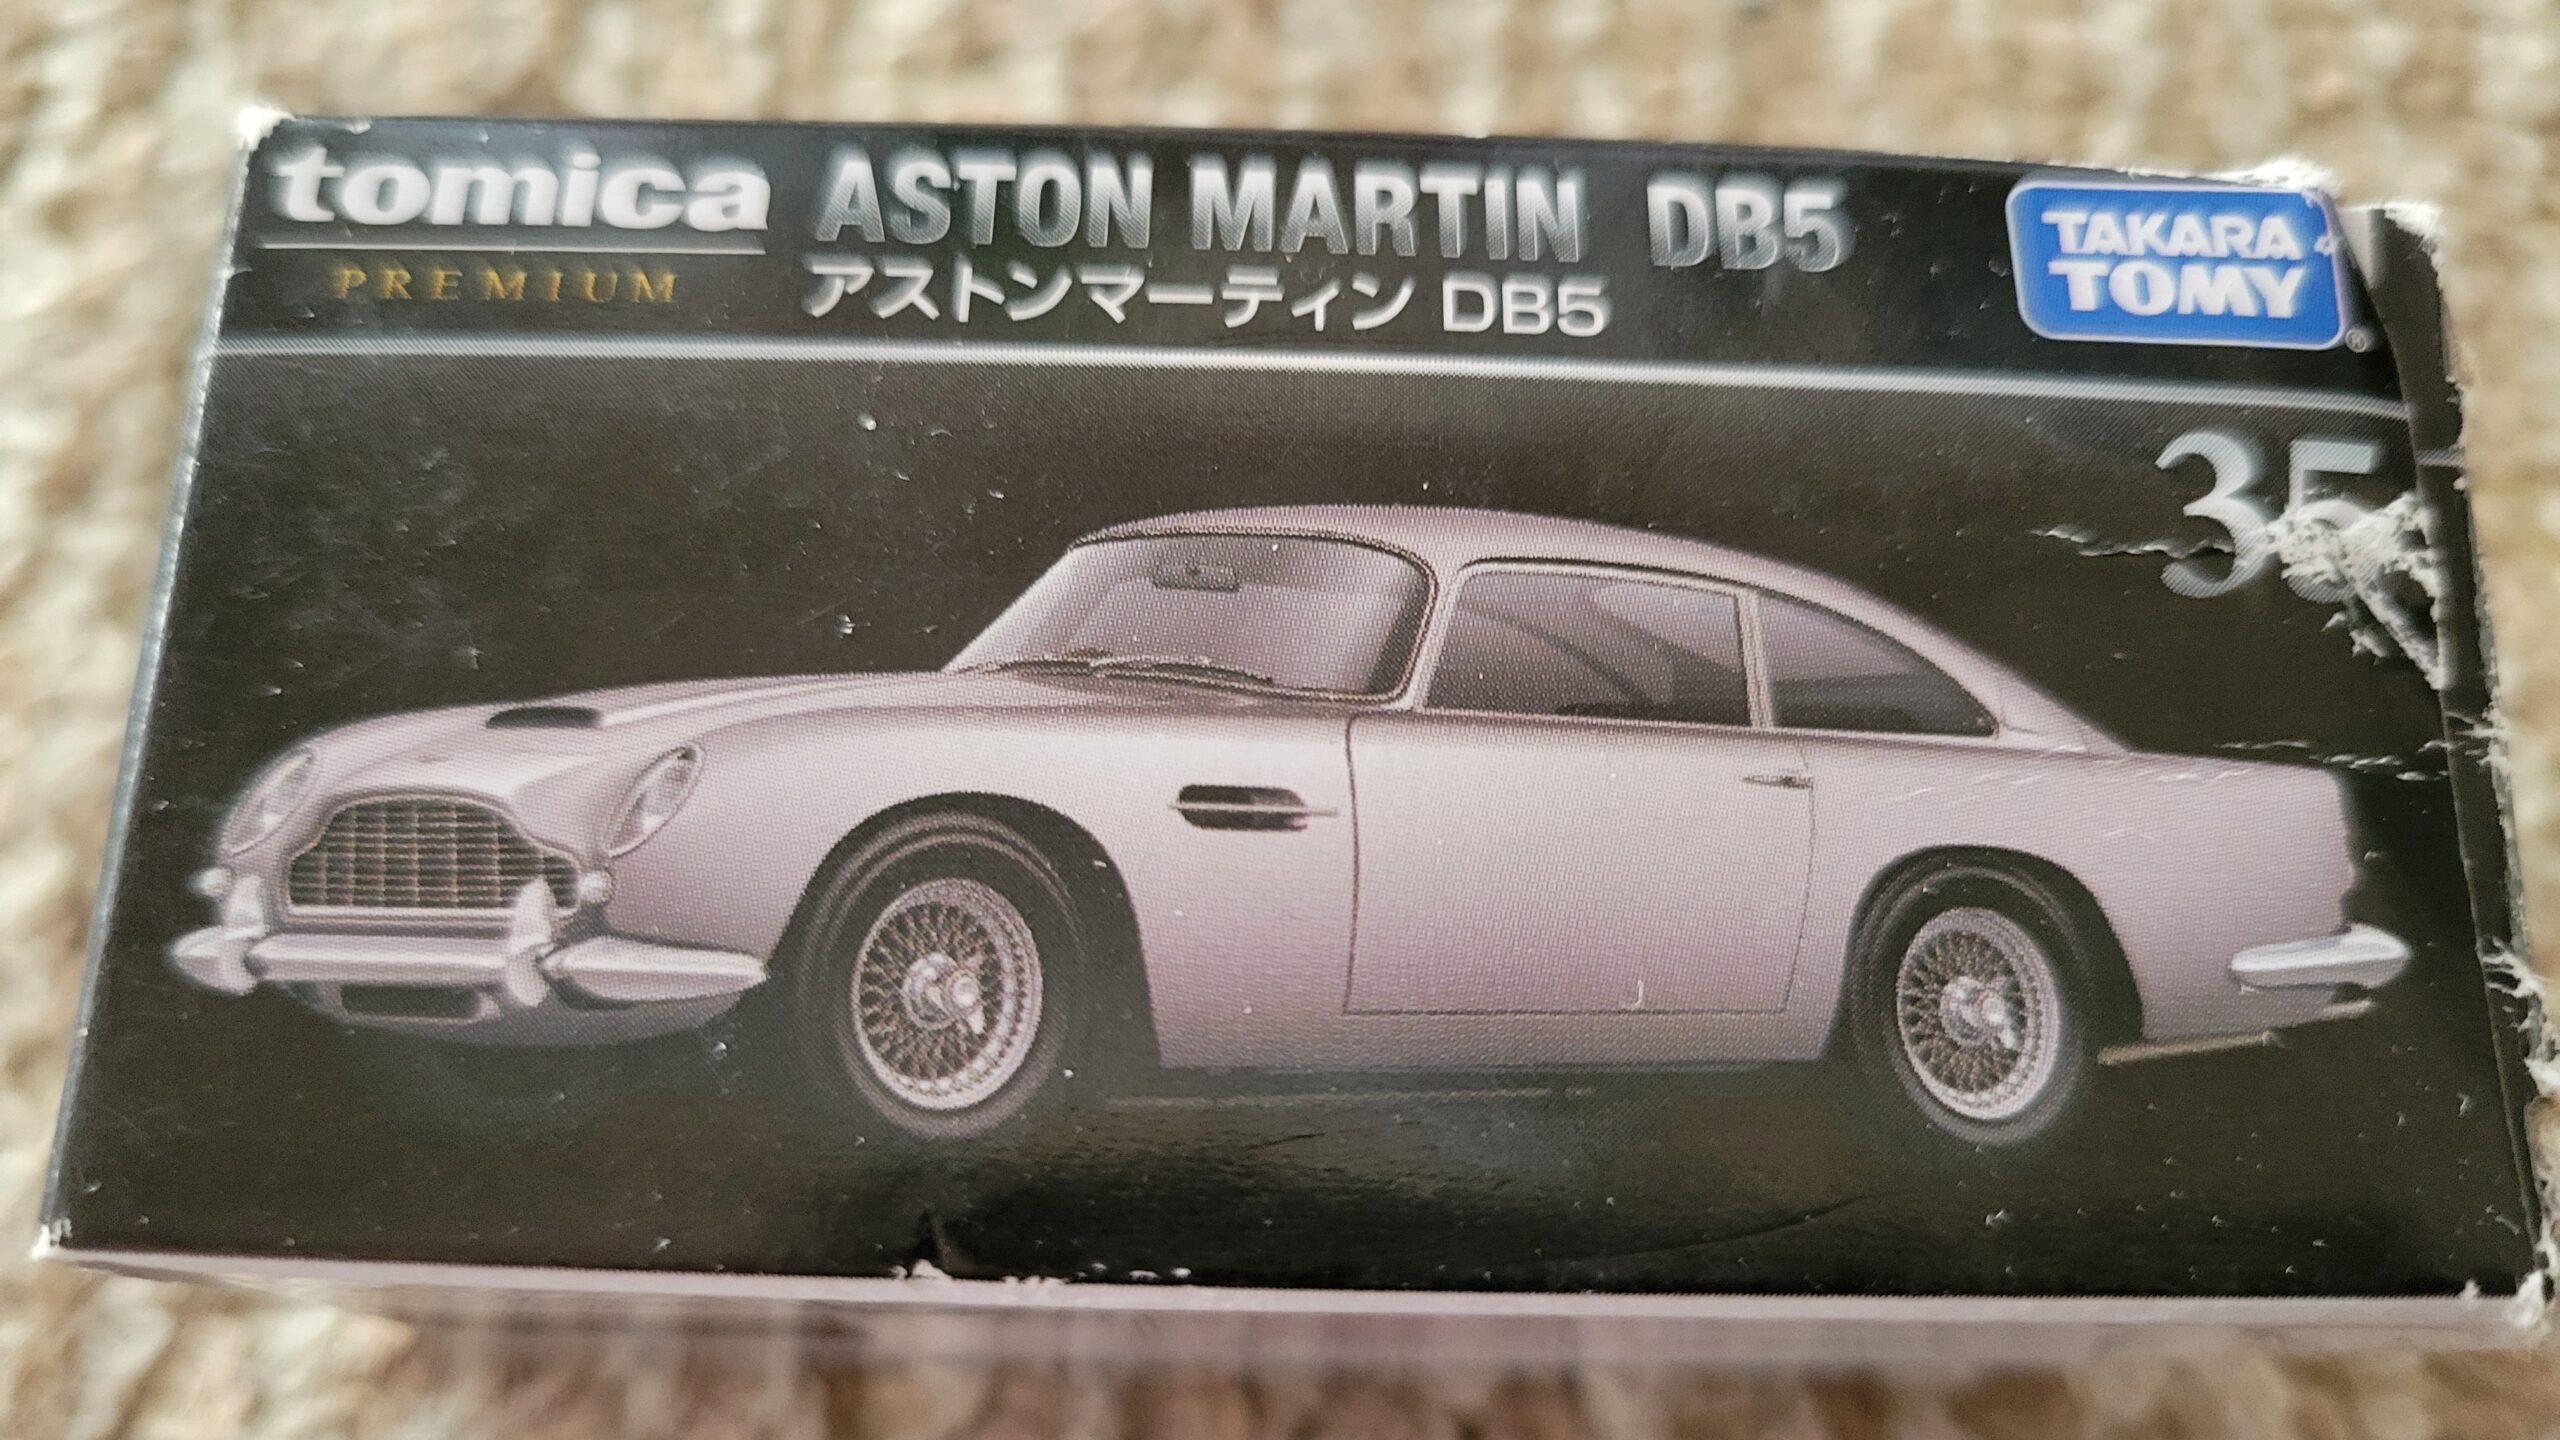 tomica
PREMIUM
ASTON MARTIN DB5
アストンマーティン DB5
TAKARA
TOMY
®
35